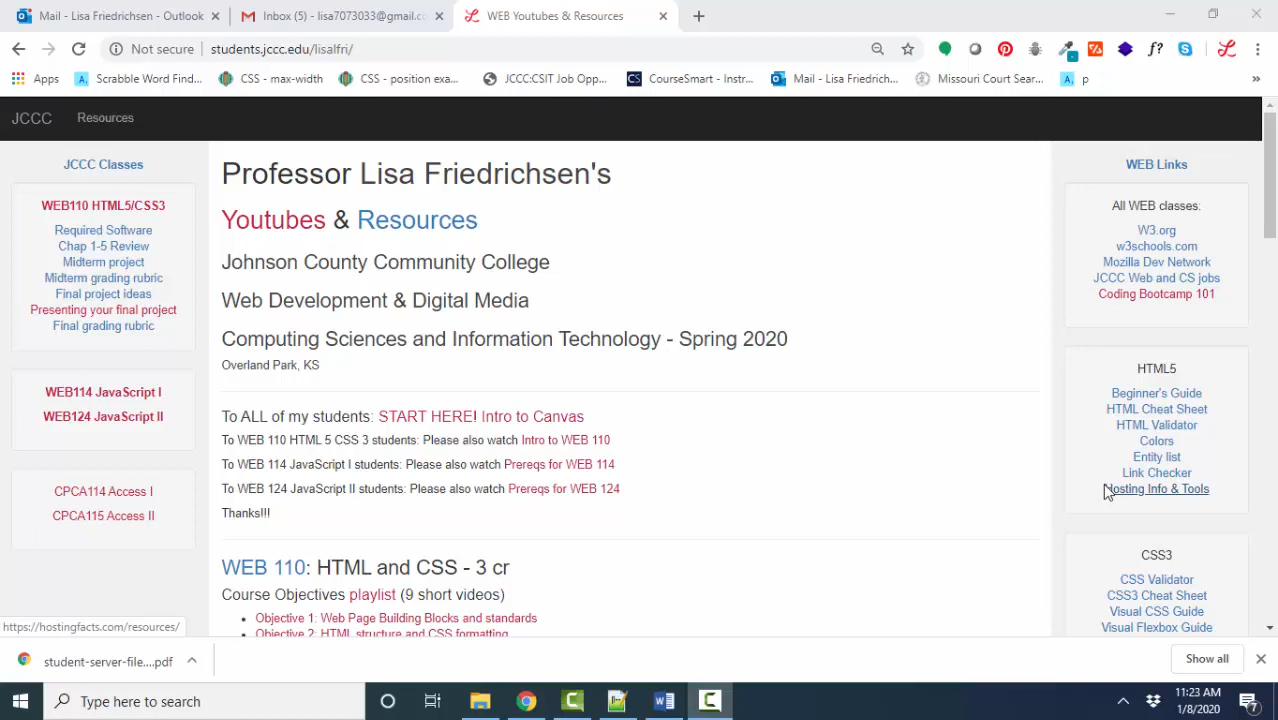 Mail - Lisa Friedrichsen - Outlook
Inbox (5) - lisa7073033@gmail.co
WEB Youtubes & Resources
Not secure
students.jccc.edu/lisalfri/
f?
Apps
Scrabble Word Find...
CSS - max-width
CSS - position exa...
JCCC:CSIT Job Opp...
CS
CourseSmart - Instr...
Mail - Lisa Friedrich...
Missouri Court Sear...
A.
p
»
JCCC
Resources
JCCC Classes
WEB110 HTML5/CSS3
Required Software
Chap 1-5 Review
Midterm project
Midterm grading rubric
Final project ideas
Presenting your final project
Final grading rubric
WEB114 JavaScript I
WEB124 JavaScript II
CPCA114 Access I
CPCA115 Access II
Professor Lisa Friedrichsen's
Youtubes & Resources
Johnson County Community College
Web Development & Digital Media
Computing Sciences and Information Technology - Spring 2020
Overland Park, KS
To ALL of my students: START HERE! Intro to Canvas
To WEB 110 HTML 5 CSS 3 students: Please also watch Intro to WEB 110
To WEB 114 JavaScript I students: Please also watch Prereqs for WEB 114
To WEB 124 JavaScript II students: Please also watch Prereqs for WEB 124
Thanks!!!
WEB 110: HTML and CSS - 3 cr
Course Objectives playlist (9 short videos)
Objective 1: Web Page Building Blocks and standards
Objective 2: HTML structure and CSS formatting
WEB Links
All WEB classes:
W3.org
w3schools.com
Mozilla Dev Network
JCCC Web and CS jobs
Coding Bootcamp 101
HTML5
Beginner's Guide
HTML Cheat Sheet
HTML Validator
Colors
Entity list
Link Checker
Hosting Info & Tools
CSS3
CSS Validator
CSS3 Cheat Sheet
Visual CSS Guide
Visual Flexbox Guide
https://hostingfacts.com/resources/
student-server-file....pdf
Show all
Type here to search
11:23 AM
1/8/2020
7